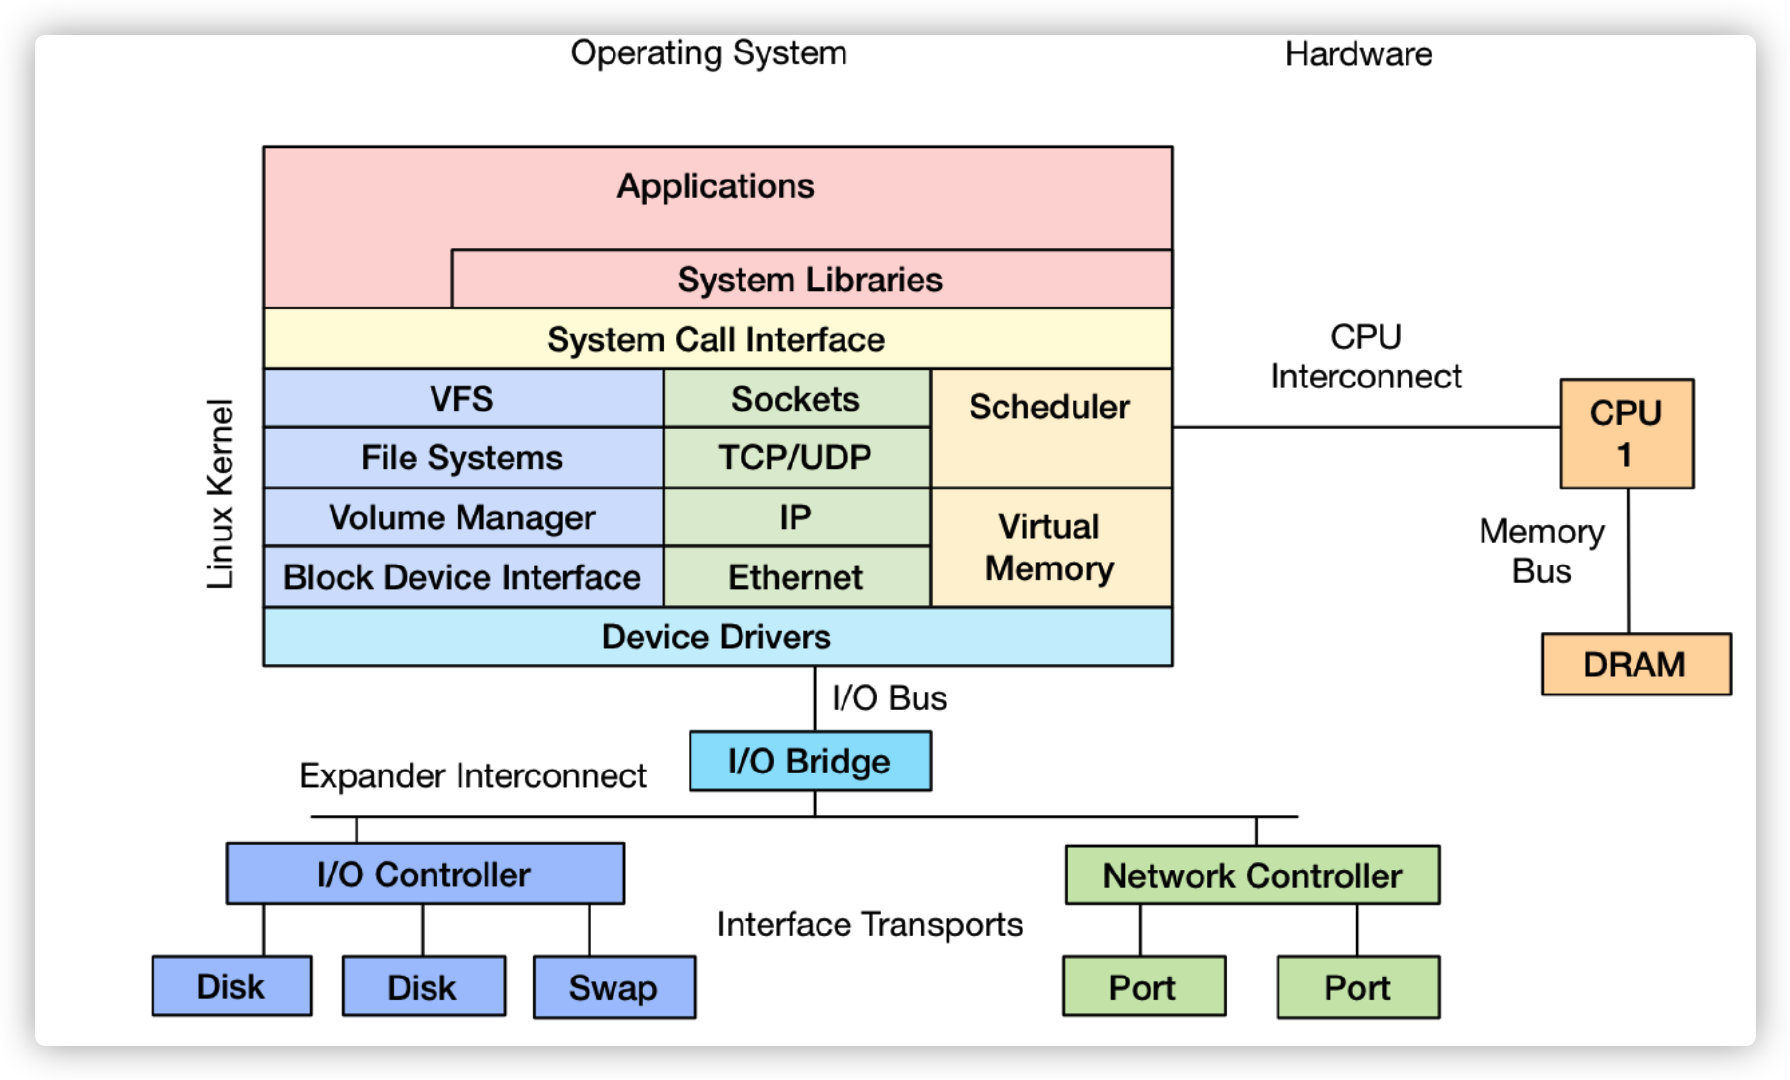 Operating System
Hardware
Applications
System Libraries
System Call Interface
Linux Kernel
VFS
File Systems
Volume Manager
Block Device Interface
Sockets
TCP/UDP
IP
Ethernet
Scheduler
Virtual
Memory
Device Drivers
CPU
Interconnect
CPU
1
Memory
Bus
DRAM
I/O Bus
I/O Bridge
Expander Interconnect
I/O Controller
Network Controller
Interface Transports
Disk
Disk
Swap
Port
Port